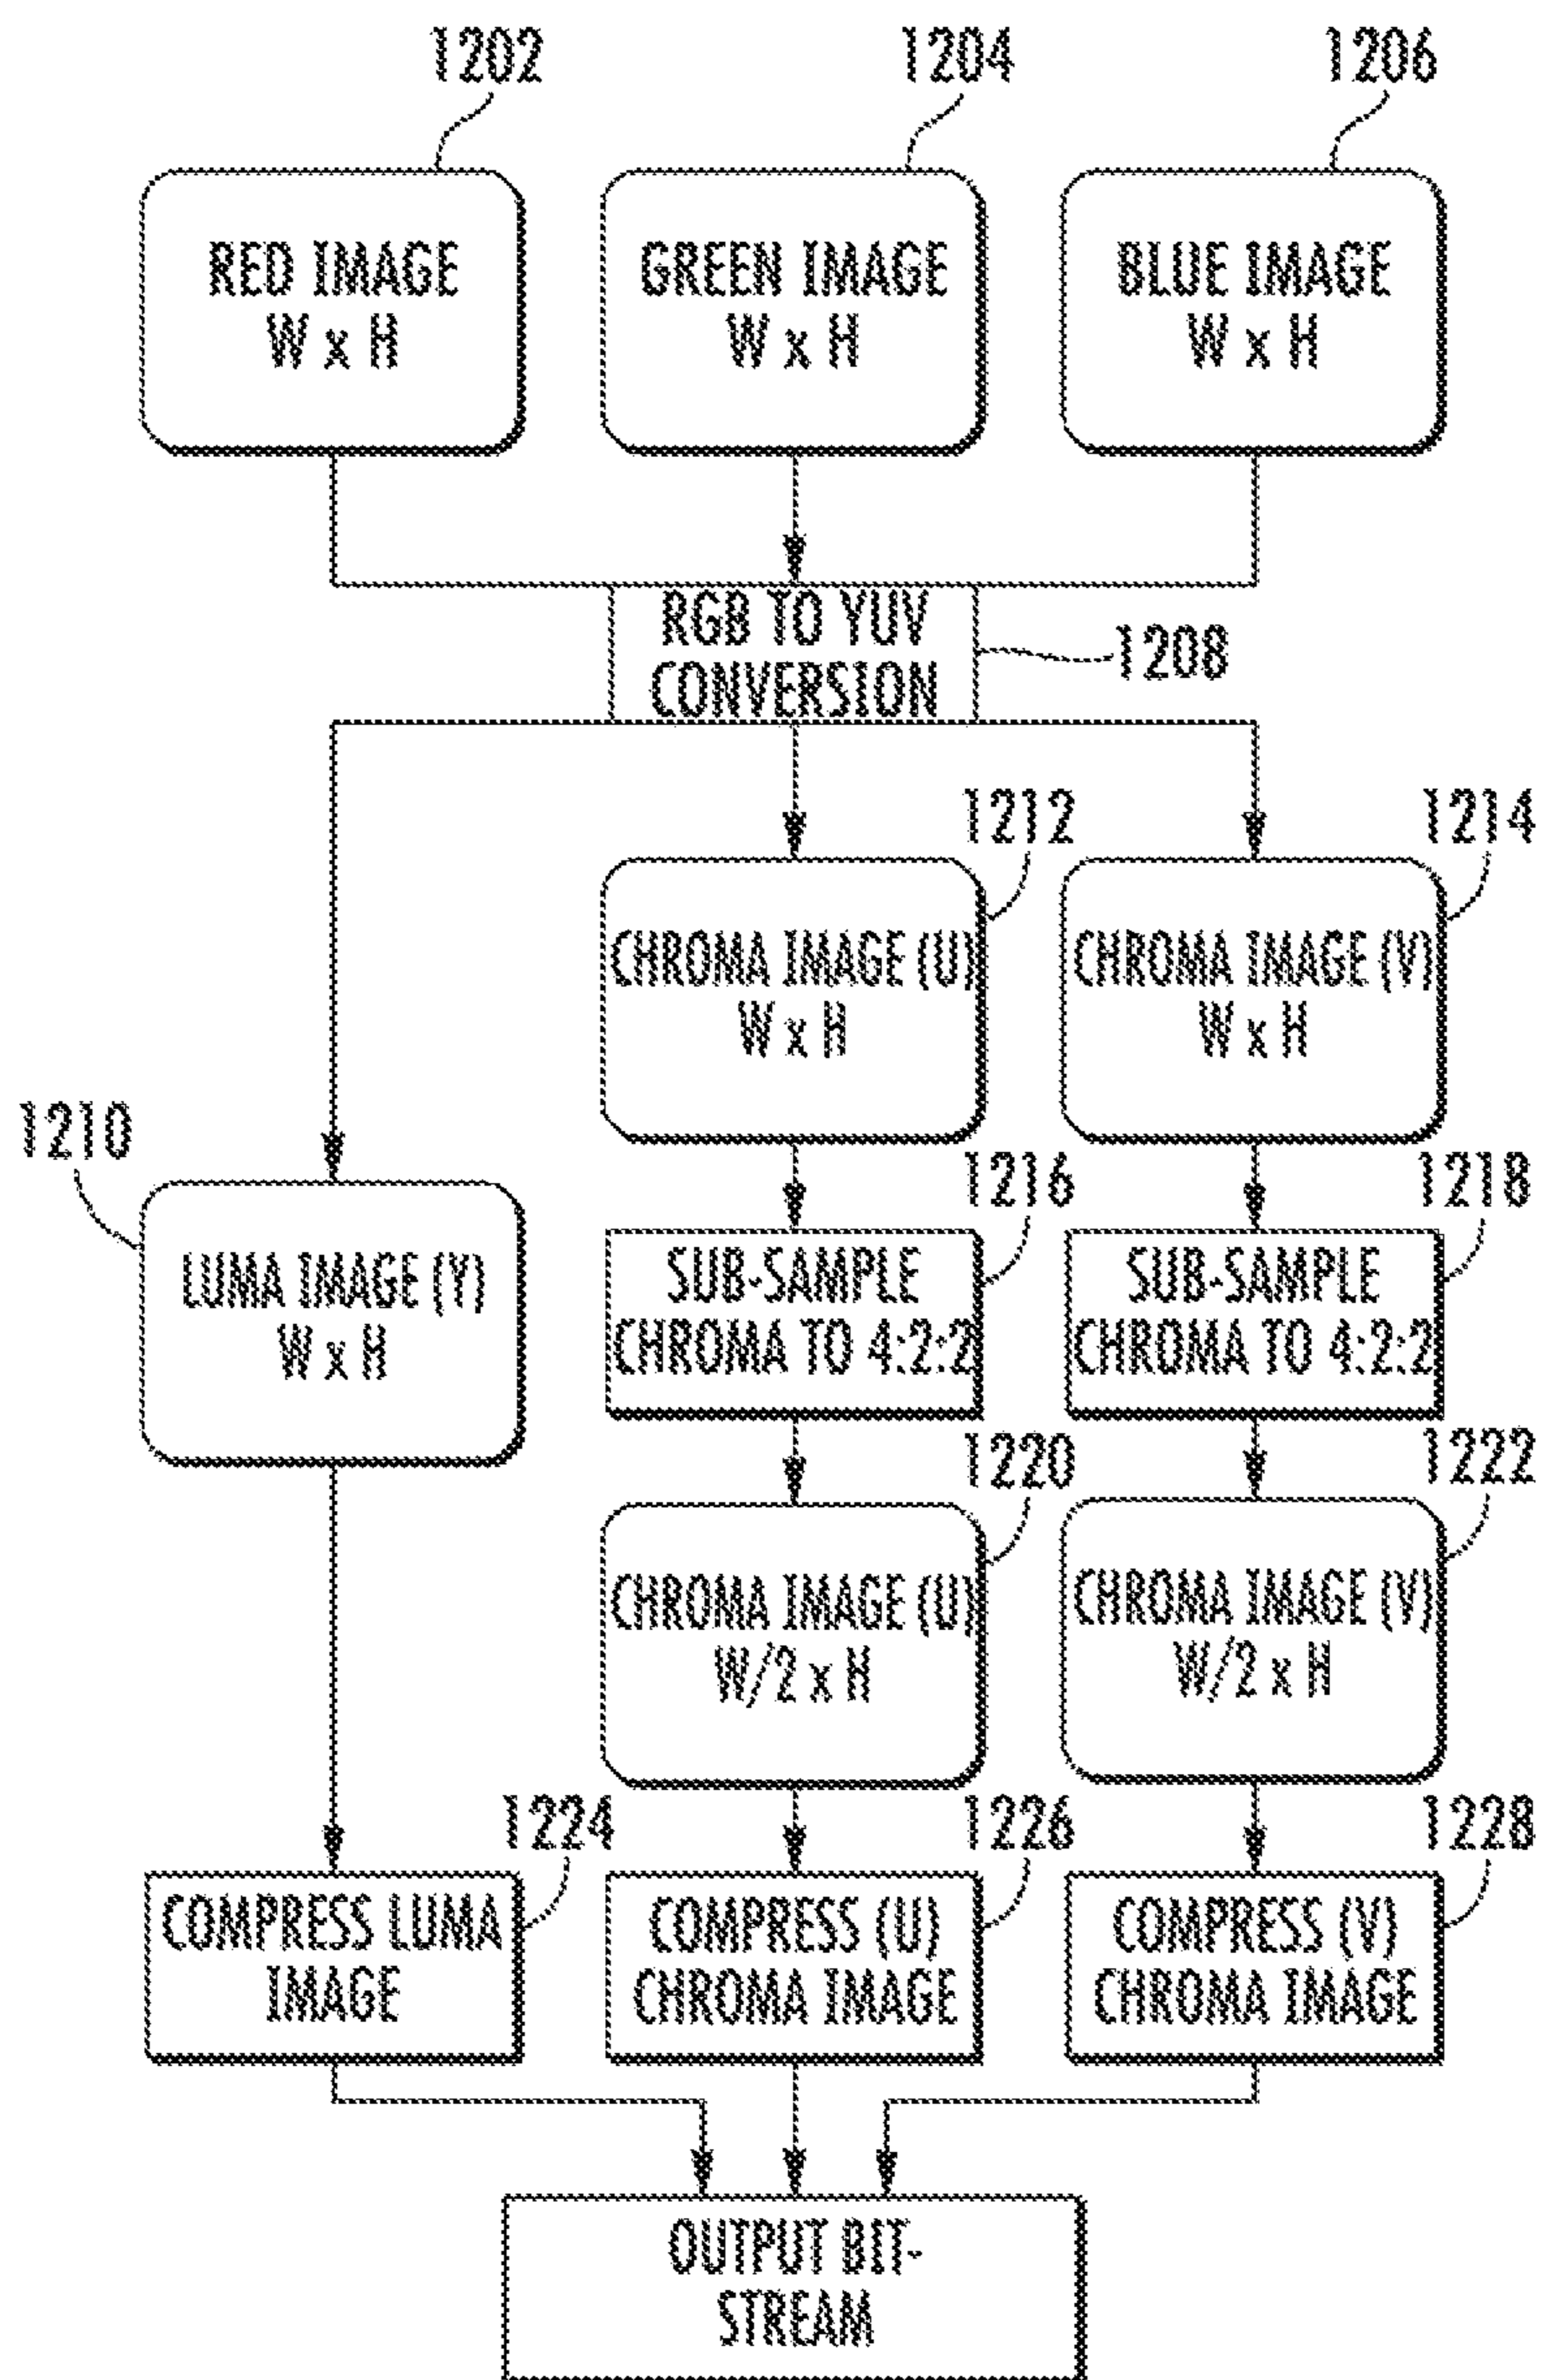 1202
1204
1206
RED IMAGE
W x H
GREEN IMAGE
W x H
BLUE IMAGE
W x H
RGB TO YUV
CONVERSION
1208
1212
1214
CHROMA IMAGE (U)
W x H
CHROMA IMAGE (V)
W x H
1210
LUMA IMAGE (Y)
W x H
1216
1218
SUB-SAMPLE
CHROMA TO 4:2:2
SUB-SAMPLE
CHROMA TO 4:2:2
1220
1222
CHROMA IMAGE (U)
W/2 x H
CHROMA IMAGE (V)
W/2 x H
1224
1226
1228
COMPRESS LUMA
IMAGE
COMPRESS (U)
CHROMA IMAGE
COMPRESS (V)
CHROMA IMAGE
OUTPUT BIT-
STREAM